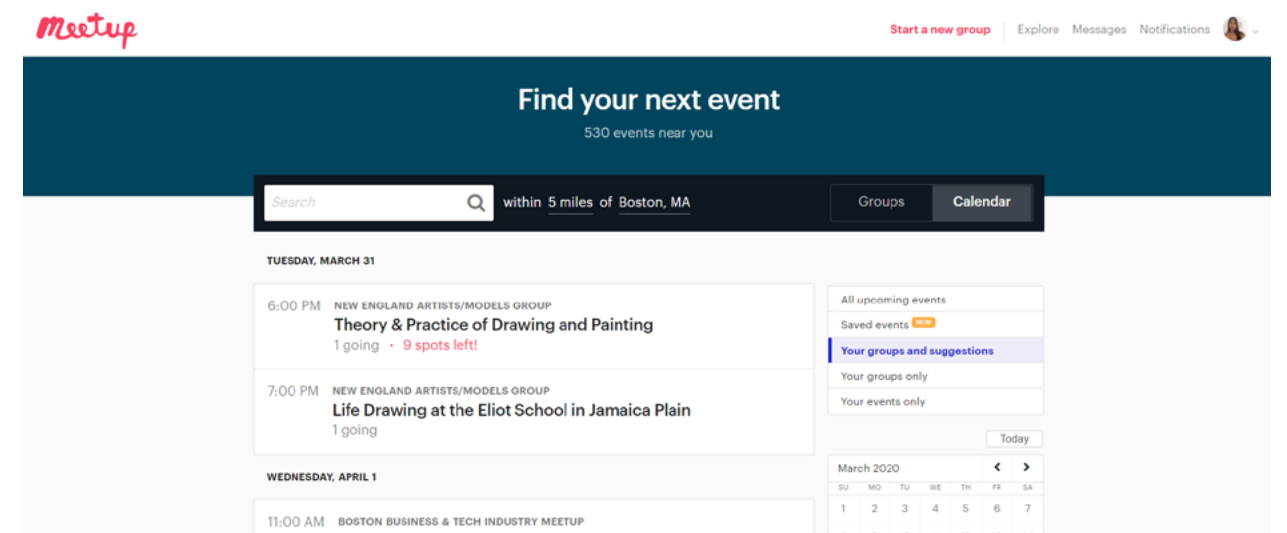 Meetup
Start a new group Explore Messages Notifications
Find your next event
530 events near you
Search within 5 miles of Boston, MA Groups Calendar
TUESDAY, MARCH 31
6:00 PM NEW ENGLAND ARTISTS/MODELS GROUP
Theory & Practice of Drawing and Painting
1 going • 9 spots left!
7:00 PM NEW ENGLAND ARTISTS/MODELS GROUP
Life Drawing at the Eliot School in Jamaica Plain
1 going
WEDNESDAY, APRIL 1
11:00 AM BOSTON BUSINESS & TECH INDUSTRY MEETUP
All upcoming events
Saved events NEW
Your groups and suggestions
Your groups only
Your events only
Today
March 2020
SU MO TU WE TH FR SA
1 2 3 4 5 6 7